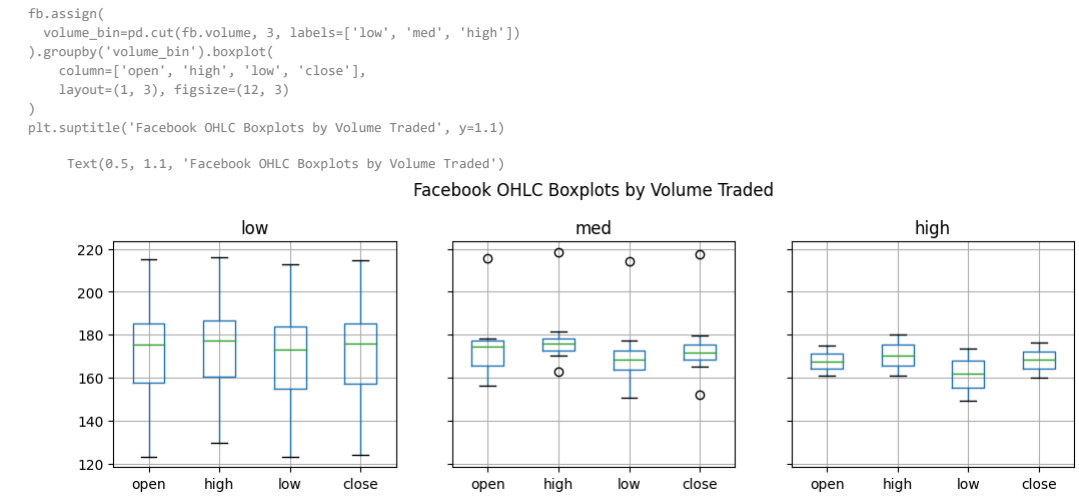 fb.assign(
  volume_bin=pd.cut(fb.volume, 3, labels=['low', 'med', 'high'])
).groupby('volume_bin').boxplot(
    column=['open', 'high', 'low', 'close'],
    layout=(1, 3), figsize=(12, 3)
)
plt.suptitle('Facebook OHLC Boxplots by Volume Traded', y=1.1)
Text(0.5, 1.1, 'Facebook OHLC Boxplots by Volume Traded')
Facebook OHLC Boxplots by Volume Traded
low med high
220
200
180
160
140
120
open high low close open high low close open high low close